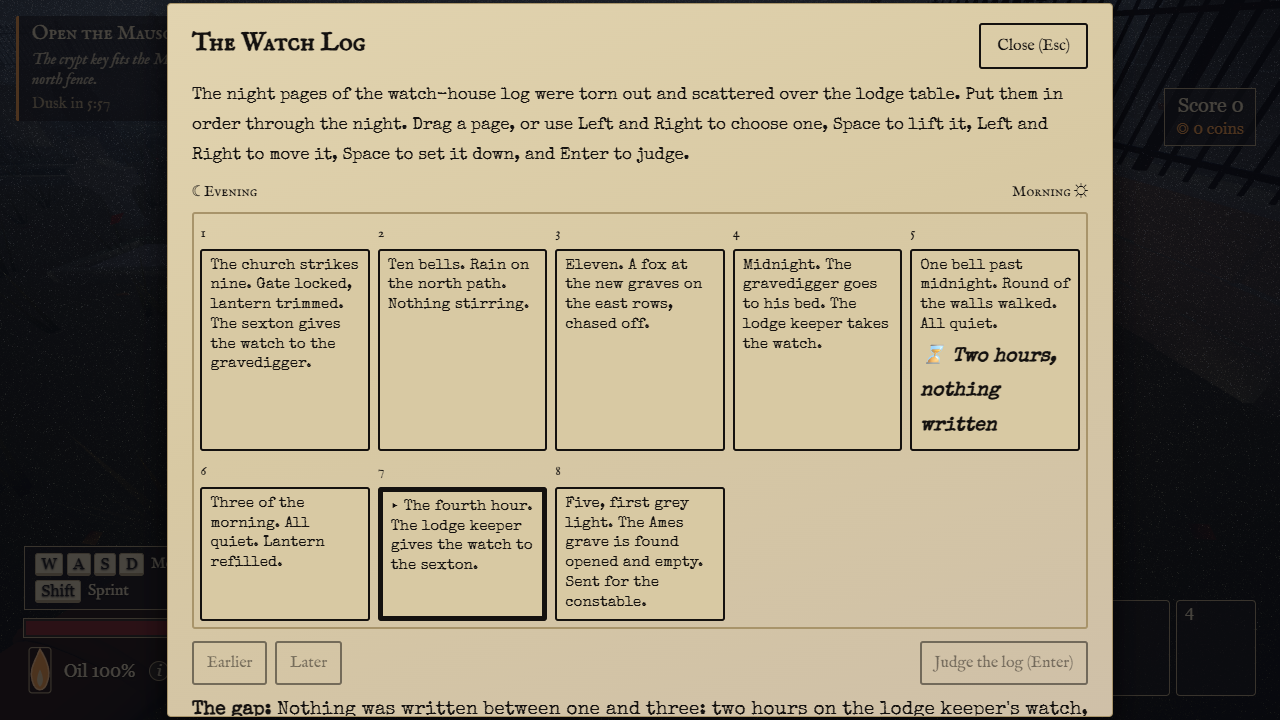 Open the Mauso
The crypt key fits the M
north fence.
Dusk in 5:57
The Watch Log
Close (Esc)
The night pages of the watch-house log were torn out and scattered over the lodge table. Put them in
order through the night. Drag a page, or use Left and Right to choose one, Space to lift it, Left and
Right to move it, Space to set it down, and Enter to judge.
Score 0
0 coins
Evening
Morning
1
2
3
4
5
The church strikes
nine. Gate locked,
lantern trimmed.
The sexton gives
the watch to the
gravedigger.
Ten bells. Rain on
the north path.
Nothing stirring.
Eleven. A fox at
the new graves on
the east rows,
chased off.
Midnight. The
gravedigger goes
to his bed. The
lodge keeper takes
the watch.
One bell past
midnight. Round of
the walls walked.
All quiet.
⏳ Two hours,
nothing
written
6
7
8
Three of the
morning. All
quiet. Lantern
refilled.
▸ The fourth hour.
The lodge keeper
gives the watch to
the sexton.
Five, first grey
light. The Ames
grave is found
opened and empty.
Sent for the
constable.
W A S D
Shift Sprint
Oil 100% i
4
Earlier
Later
Judge the log (Enter)
The gap: Nothing was written between one and three: two hours on the lodge keeper's watch,